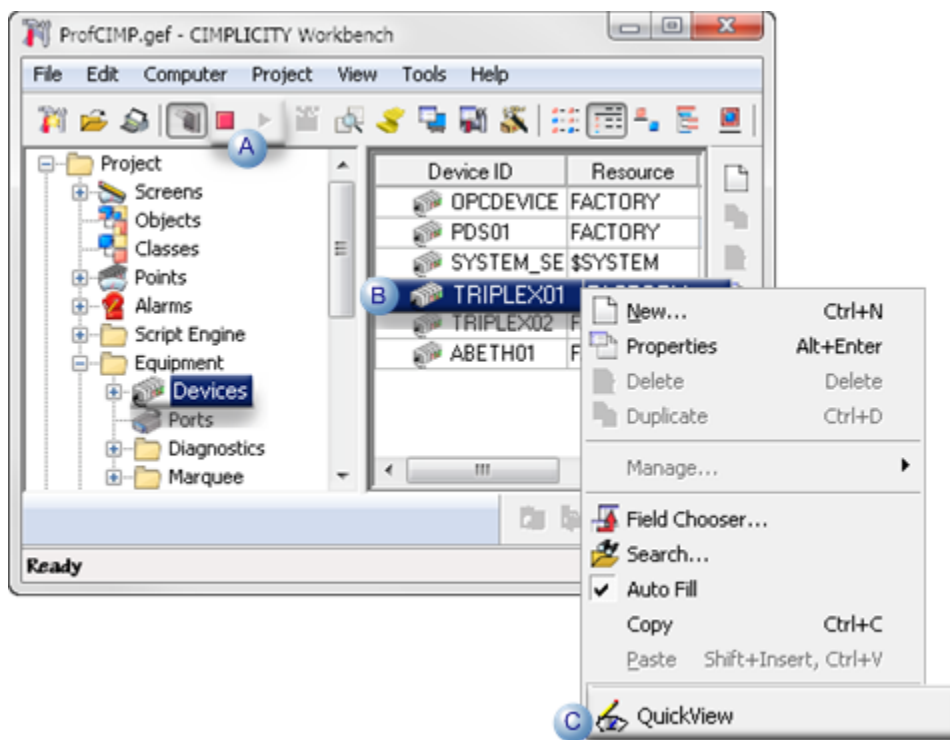 ProfCIMP.gef - CIMPLICITY Workbench
File Edit Computer Project View Tools Help
A
Project
Screens
Objects
Classes
Points
Alarms
Script Engine
Equipment
Devices
Ports
Diagnostics
Marquee
Device ID Resource
OPCDEVICE FACTORY
PDS01 FACTORY
SYSTEM_SE $SYSTEM
B TRIPLEX01
TRIPLEX02 F
ABETH01 F
New... Ctrl+N
Properties Alt+Enter
Delete Delete
Duplicate Ctrl+D
Manage...
Field Chooser...
Search...
Auto Fill
Copy Ctrl+C
Paste Shift+Insert, Ctrl+V
C QuickView
Ready